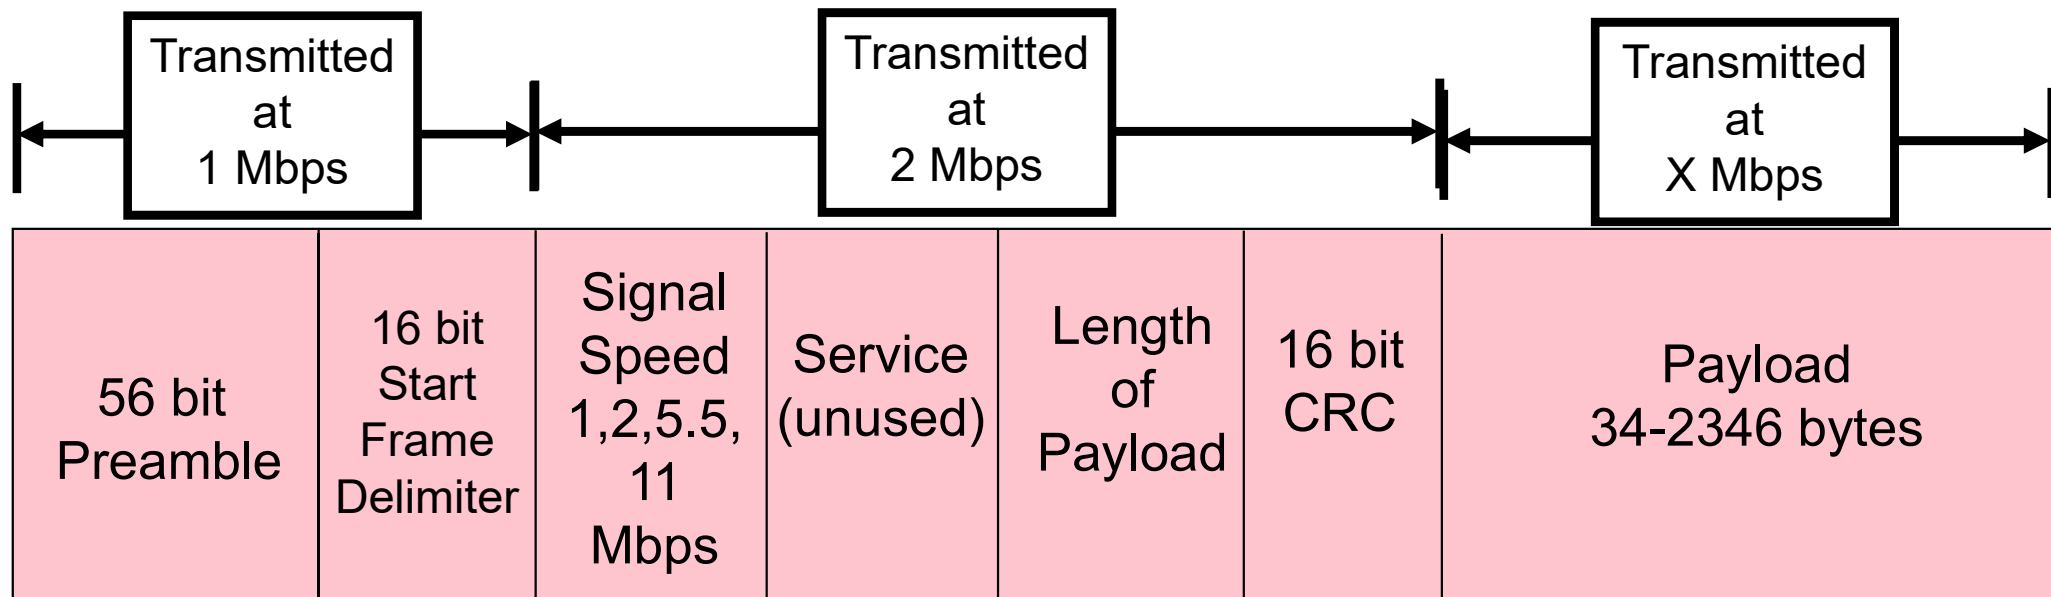 Transmitted
at
1 Mbps
Transmitted
at
2 Mbps
Transmitted
at
X Mbps
56 bit
Preamble
16 bit
Start
Frame
Delimiter
Signal
Speed
1,2,5.5,
11
Mbps
Service
(unused)
Length
of
Payload
16 bit
CRC
Payload
34-2346 bytes